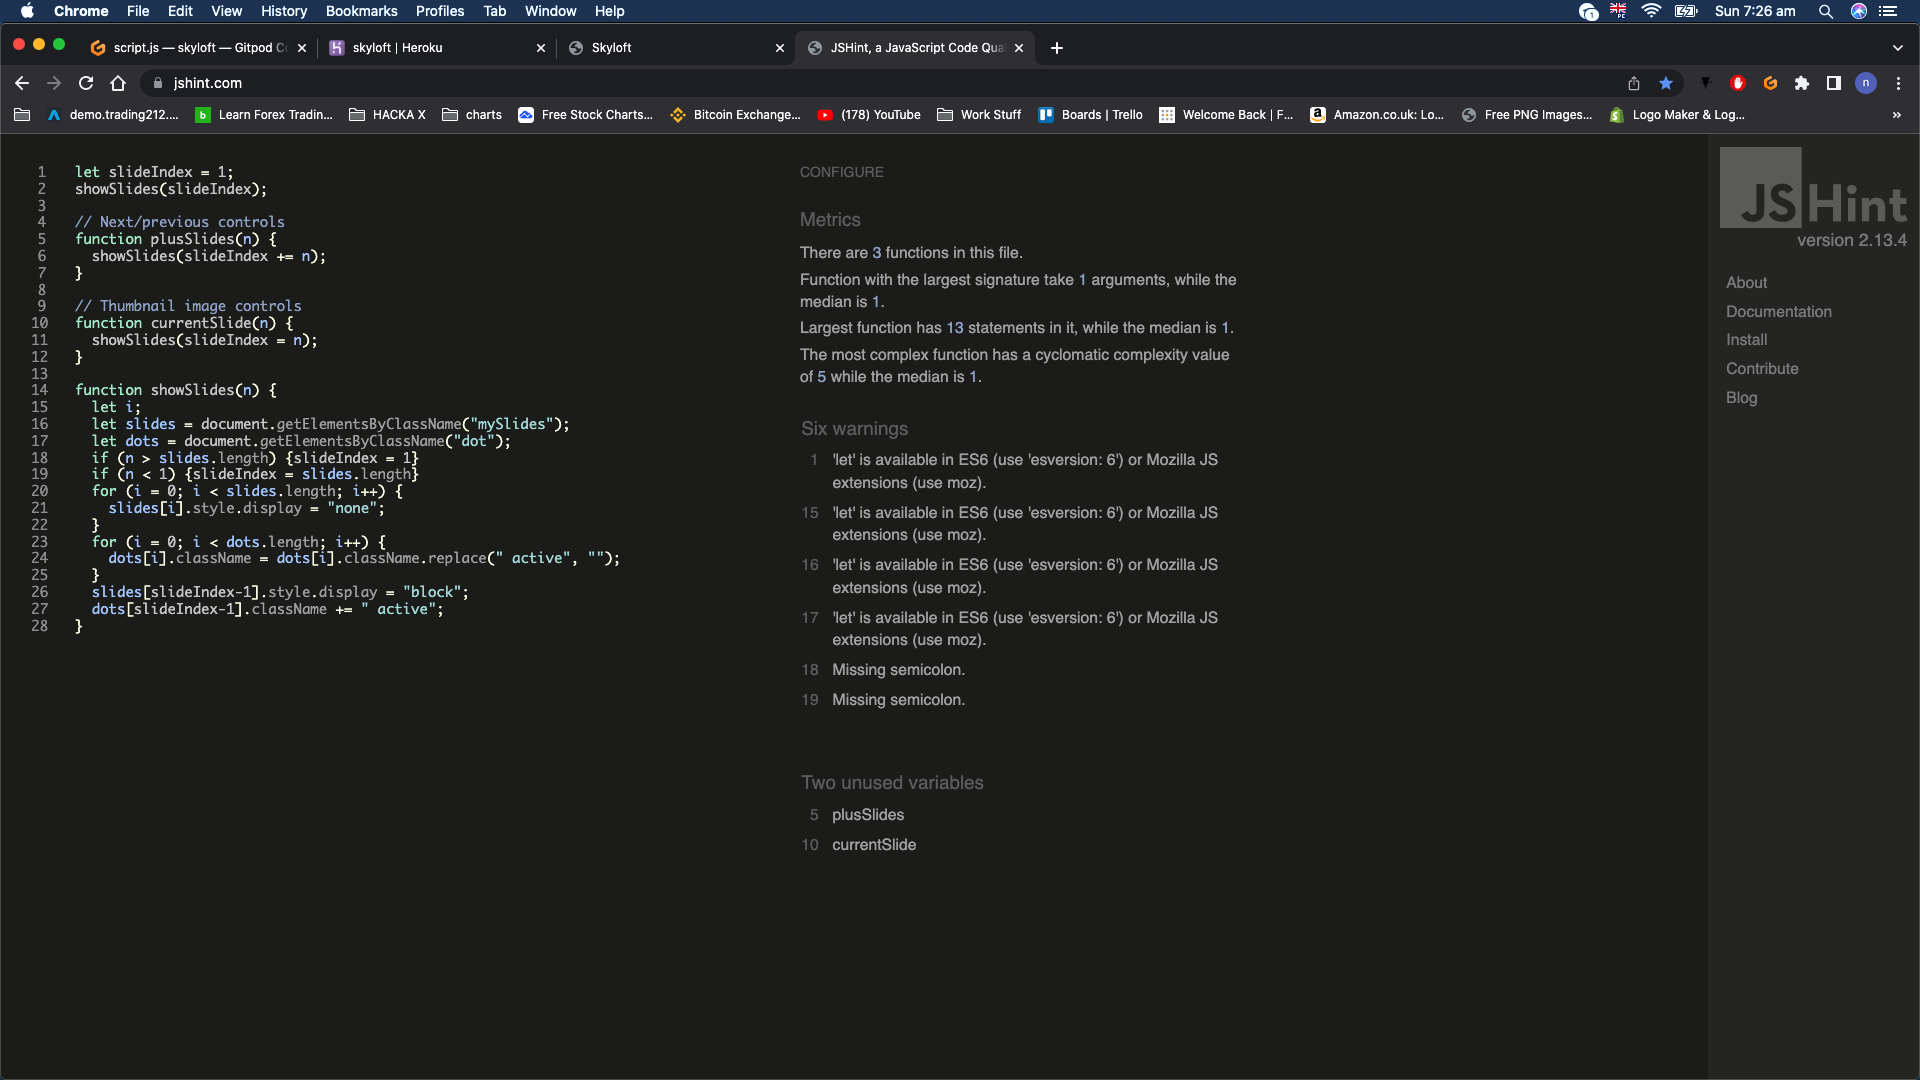 Chrome File Edit View History Bookmarks Profiles Tab Window Help 1 Sun 7:26 am
script.js — skyloft — Gitpod C
skyloft | Heroku
Skyloft
JSHint, a JavaScript Code Qua
jshint.com
n
demo.trading212....
b Learn Forex Tradin...
HACKA X
charts
Free Stock Charts...
Bitcoin Exchange...
(178) YouTube
Work Stuff
Boards | Trello
Welcome Back | F...
Amazon.co.uk: Lo...
Free PNG Images...
Logo Maker & Log...
»
1 let slideIndex = 1;
2 showSlides(slideIndex);
3
4 // Next/previous controls
5 function plusSlides(n) {
6 showSlides(slideIndex += n);
7 }
8
9 // Thumbnail image controls
10 function currentSlide(n) {
11 showSlides(slideIndex = n);
12 }
13
14 function showSlides(n) {
15 let i;
16 let slides = document.getElementsByClassName("mySlides");
17 let dots = document.getElementsByClassName("dot");
18 if (n > slides.length) {slideIndex = 1}
19 if (n < 1) {slideIndex = slides.length}
20 for (i = 0; i < slides.length; i++) {
21 slides[i].style.display = "none";
22 }
23 for (i = 0; i < dots.length; i++) {
24 dots[i].className = dots[i].className.replace(" active", "");
25 }
26 slides[slideIndex-1].style.display = "block";
27 dots[slideIndex-1].className += " active";
28 }
CONFIGURE
Metrics
There are 3 functions in this file.
Function with the largest signature take 1 arguments, while the
median is 1.
Largest function has 13 statements in it, while the median is 1.
The most complex function has a cyclomatic complexity value
of 5 while the median is 1.
Six warnings
1 'let' is available in ES6 (use 'esversion: 6') or Mozilla JS
extensions (use moz).
15 'let' is available in ES6 (use 'esversion: 6') or Mozilla JS
extensions (use moz).
16 'let' is available in ES6 (use 'esversion: 6') or Mozilla JS
extensions (use moz).
17 'let' is available in ES6 (use 'esversion: 6') or Mozilla JS
extensions (use moz).
18 Missing semicolon.
19 Missing semicolon.
Two unused variables
5 plusSlides
10 currentSlide
JSHint
version 2.13.4
About
Documentation
Install
Contribute
Blog